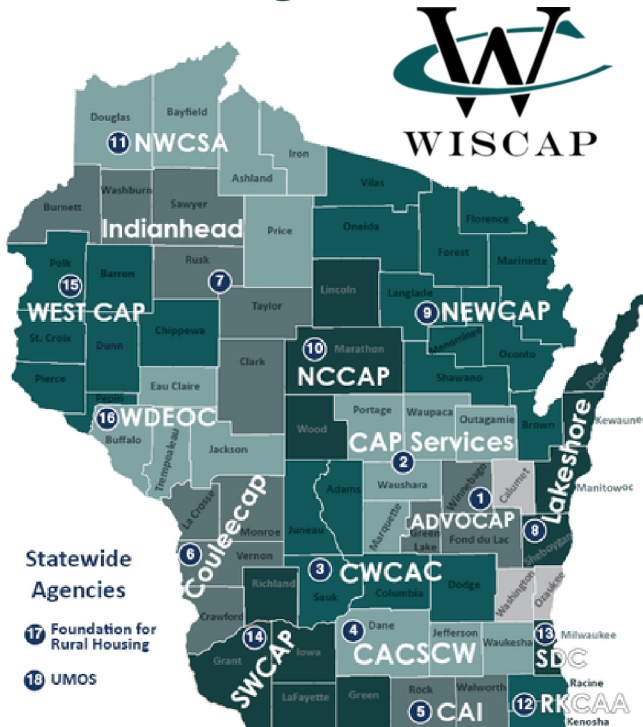 W
WISCAP
Douglas
Bayfield
11 NWCSA
Iron
Ashland
Vilas
Burnett
Washburn
Sawyer
Florence
Indianhead
Price
Oneida
Forest
Marinette
Polk
Barron
Rusk
Lincoln
Langlade
15
7
9 NEWCAP
WEST CAP
Taylor
St. Croix
Dunn
Chippewa
Clark
10 Marathon
NCCAP
Menominee
Oconto
Pierce
Pepin
Eau Claire
Shawano
Door
16 WDEOC
Buffalo
Trempealeau
Jackson
Wood
Portage
Waupaca
Outagamie
Brown
Kewaune
CAP Services
2
Lakeshore
Manitowoc
La Crosse
Monroe
Adams
Juneau
Waushara
Winnebago
Calumet
1
ADVOCAP
Marquette
Green
Lake
Fond du Lac
8
Sheboygan
Couleecap
6
Vernon
3 CWCAC
Statewide
Agencies
Richland
Sauk
Columbia
Dodge
Washington
Ozaukee
Crawford
17 Foundation for
Rural Housing
14
SWCAP
Grant
Iowa
4 Dane
Jefferson
Waukesha
13 Milwaukee
CACSCW
SDC
18 UMOS
LaFayette
Green
Rock
Walworth
5 CAI
Racine
12 RKCAA
Kenosha